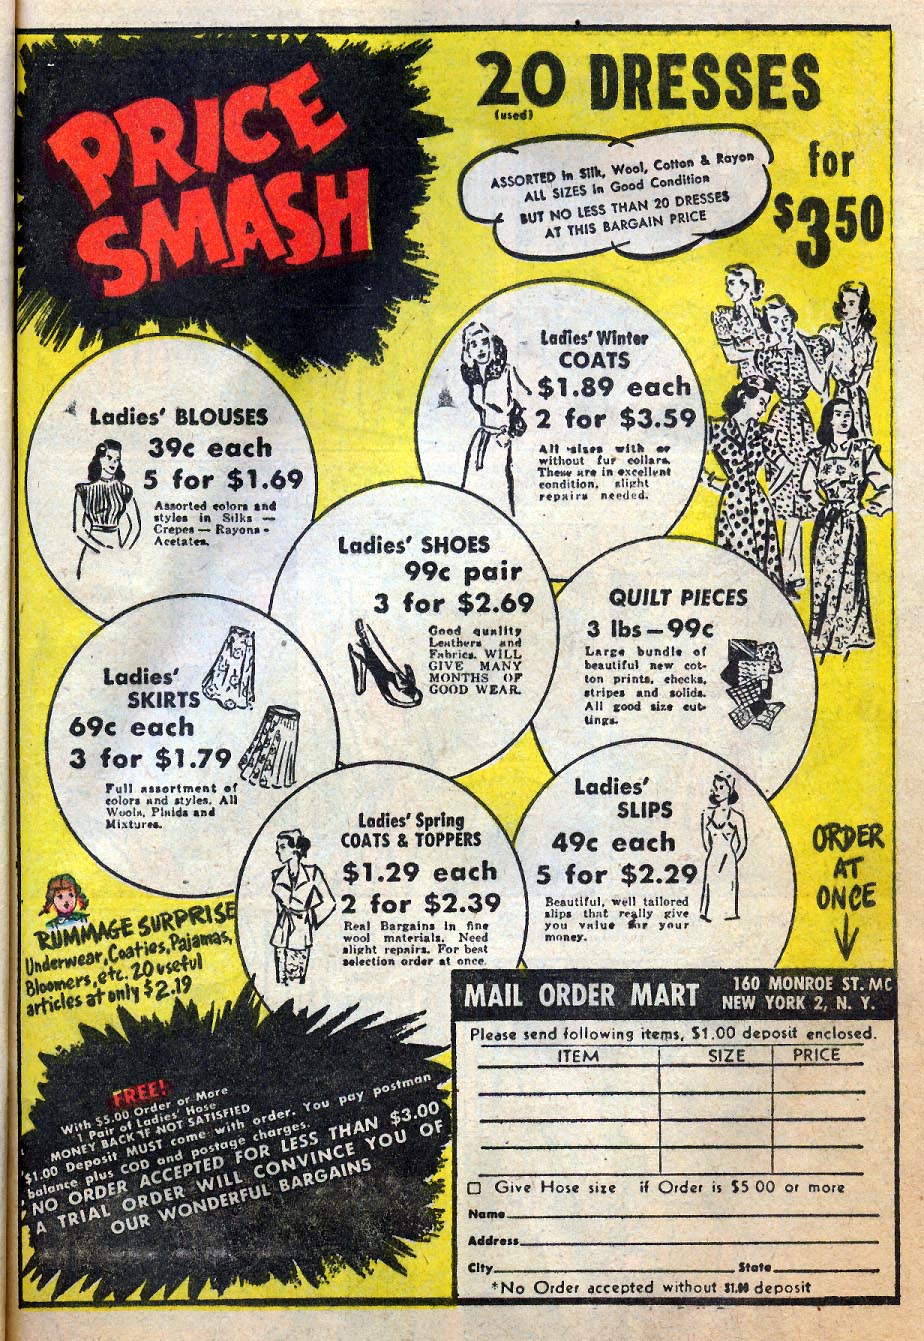 PRICE
SMASH
20 DRESSES
(used)
for
$3.50
ASSORTED in Silk, Wool, Cotton & Rayon
ALL SIZES in Good Condition
BUT NO LESS THAN 20 DRESSES
AT THIS BARGAIN PRICE
Ladies' Winter
COATS
$1.89 each
2 for $3.59
All sizes with or
without fur collars.
These are in excellent
condition, slight
repairs needed.
Ladies' BLOUSES
39c each
5 for $1.69
Assorted colors and
styles in Silks —
Crepes — Rayons -
Acetates.
Ladies' SHOES
99c pair
3 for $2.69
Good quality
Leathers and
Fabrics. WILL
GIVE MANY
MONTHS OF
GOOD WEAR.
QUILT PIECES
3 lbs — 99c
Large bundle of
beautiful new cot-
ton prints, checks,
stripes and solids.
All good size cut-
tings.
Ladies'
SKIRTS
69c each
3 for $1.79
Full assortment of
colors and styles. All
Wools, Plaids and
Mixtures.
Ladies'
SLIPS
49c each
5 for $2.29
Beautiful, well tailored
slips that really give
you value for your
money.
Ladies' Spring
COATS & TOPPERS
$1.29 each
2 for $2.39
Real Bargains in fine
wool materials. Need
slight repairs. For best
selection order at once.
ORDER
AT
ONCE
RUMMAGE SURPRISE
Underwear, Coaties, Pajamas,
Bloomers, etc. 20 useful
articles at only $2.19
FREE!
With $5.00 Order or More
1 Pair of Ladies' Hose
MONEY BACK IF NOT SATISFIED
$1.00 Deposit MUST come with order. You pay postman
balance plus COD and postage charges.
NO ORDER ACCEPTED FOR LESS THAN $3.00
A TRIAL ORDER WILL CONVINCE YOU OF
OUR WONDERFUL BARGAINS
MAIL ORDER MART
160 MONROE ST. MC
NEW YORK 2, N. Y.
Please send following items, $1.00 deposit enclosed.
ITEM SIZE PRICE
Give Hose size if Order is $5 00 or more
Name
Address
City State
*No Order accepted without $1.00 deposit